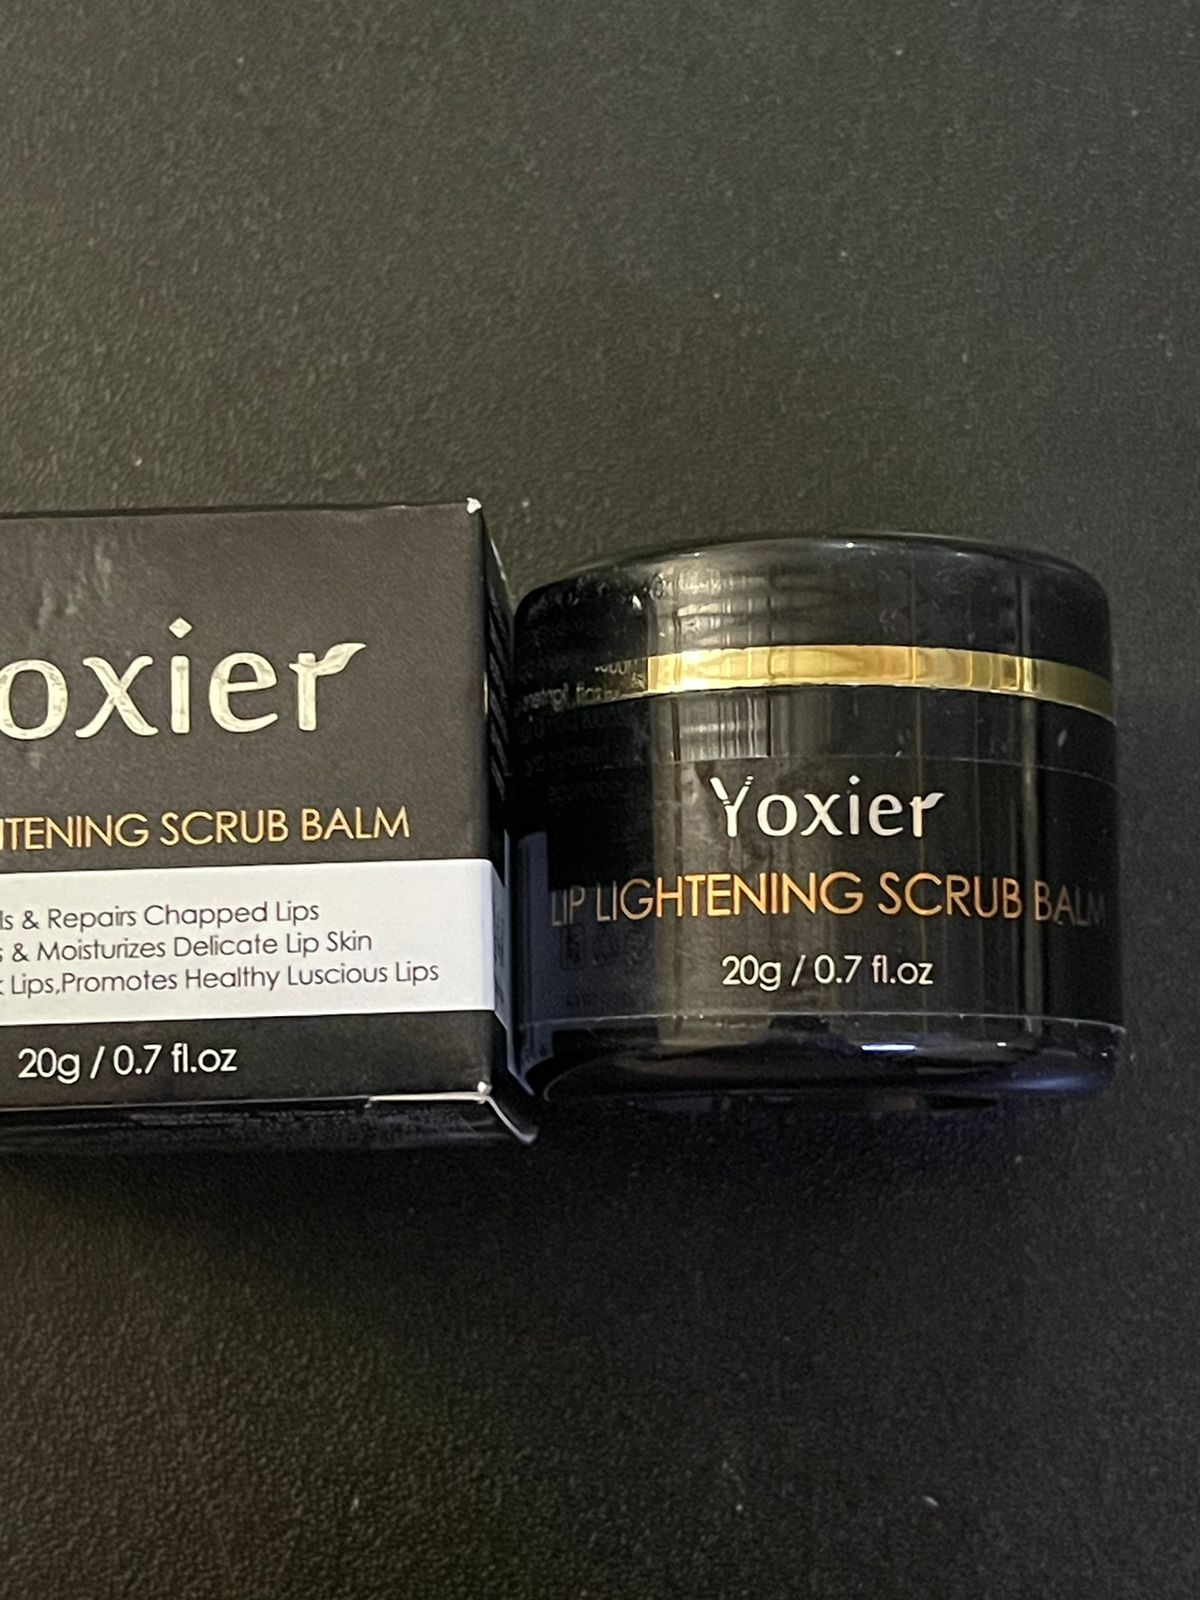 oxier
HTENING SCRUB BALM
ls & Repairs Chapped Lips
s & Moisturizes Delicate Lip Skin
Lips,Promotes Healthy Luscious Lips
20g / 0.7 fl.oz
Yoxier
LIP LIGHTENING SCRUB BALM
20g / 0.7 fl.oz